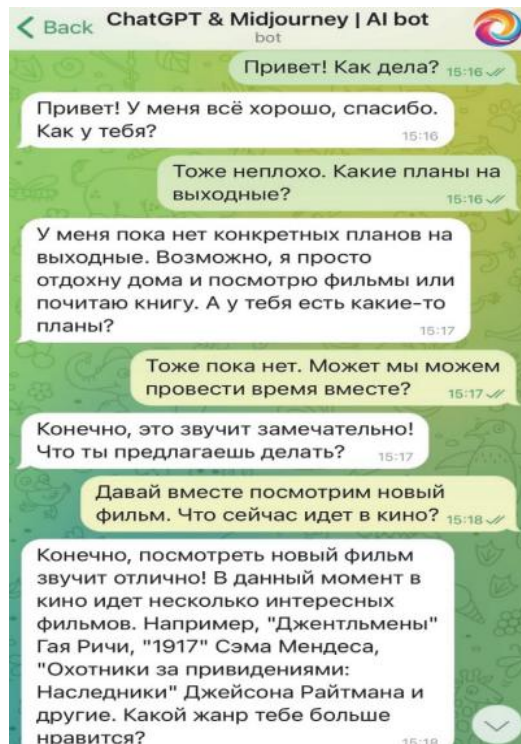 Back
ChatGPT & Midjourney | AI bot
bot
Привет! Как дела? 15:16
Привет! У меня всё хорошо, спасибо.
Как у тебя?
15:16
Тоже неплохо. Какие планы на
выходные?
15:16
У меня пока нет конкретных планов на
выходные. Возможно, я просто
отдохну дома и посмотрю фильмы или
почитаю книгу. А у тебя есть какие-то
планы?
15:17
Тоже пока нет. Может мы можем
провести время вместе?
15:17
Конечно, это звучит замечательно!
Что ты предлагаешь делать?
15:17
Давай вместе посмотрим новый
фильм. Что сейчас идет в кино? 15:18
Конечно, посмотреть новый фильм
звучит отлично! В данный момент в
кино идет несколько интересных
фильмов. Например, "Джентльмены"
Гая Ричи, "1917" Сэма Мендеса,
"Охотники за привидениями:
Наследники" Джейсона Райтмана и
другие. Какой жанр тебе больше
нравится?
15:18